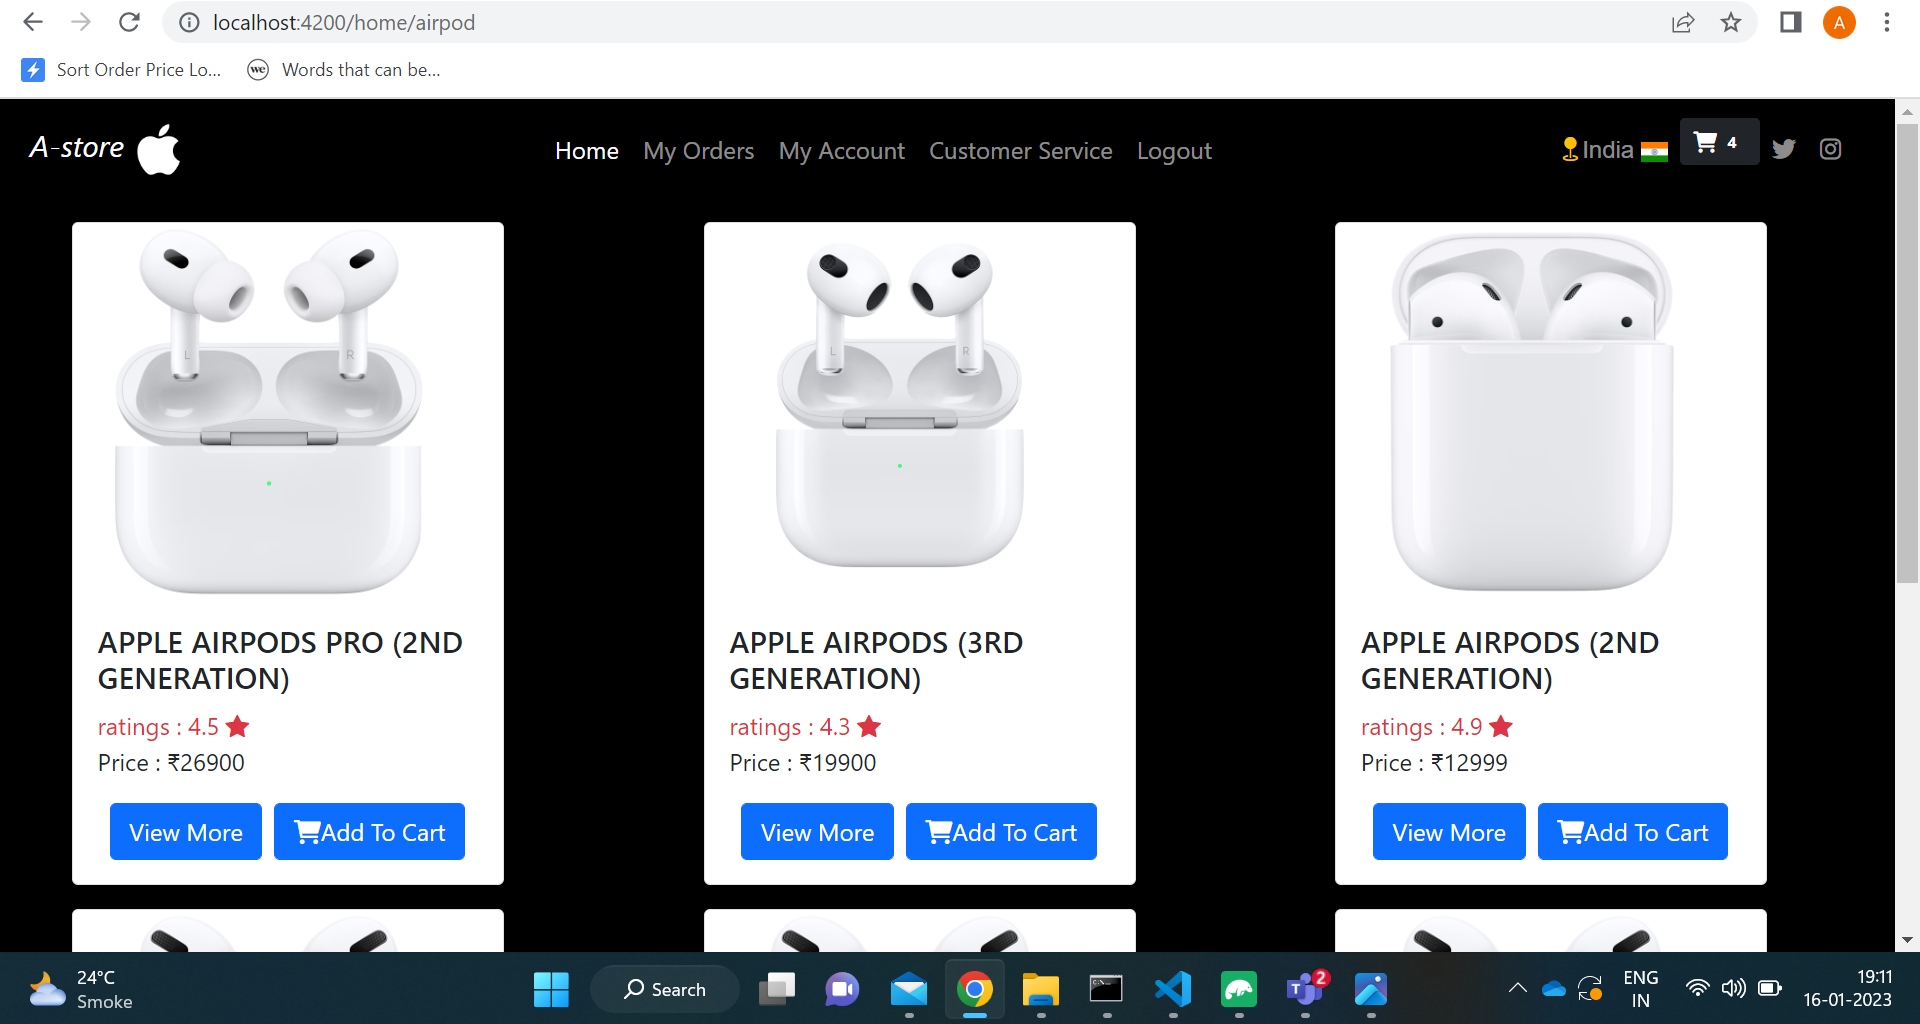 localhost:4200/home/airpod
Sort Order Price Lo...
we Words that can be...
A-store
Home My Orders My Account Customer Service Logout
India 4
L R
L R
APPLE AIRPODS PRO (2ND
GENERATION)
ratings : 4.5
Price : ₹26900
View More Add To Cart
APPLE AIRPODS (3RD
GENERATION)
ratings : 4.3
Price : ₹19900
View More Add To Cart
APPLE AIRPODS (2ND
GENERATION)
ratings : 4.9
Price : ₹12999
View More Add To Cart
A
24°C
Smoke
Search
2
ENG
IN
19:11
16-01-2023